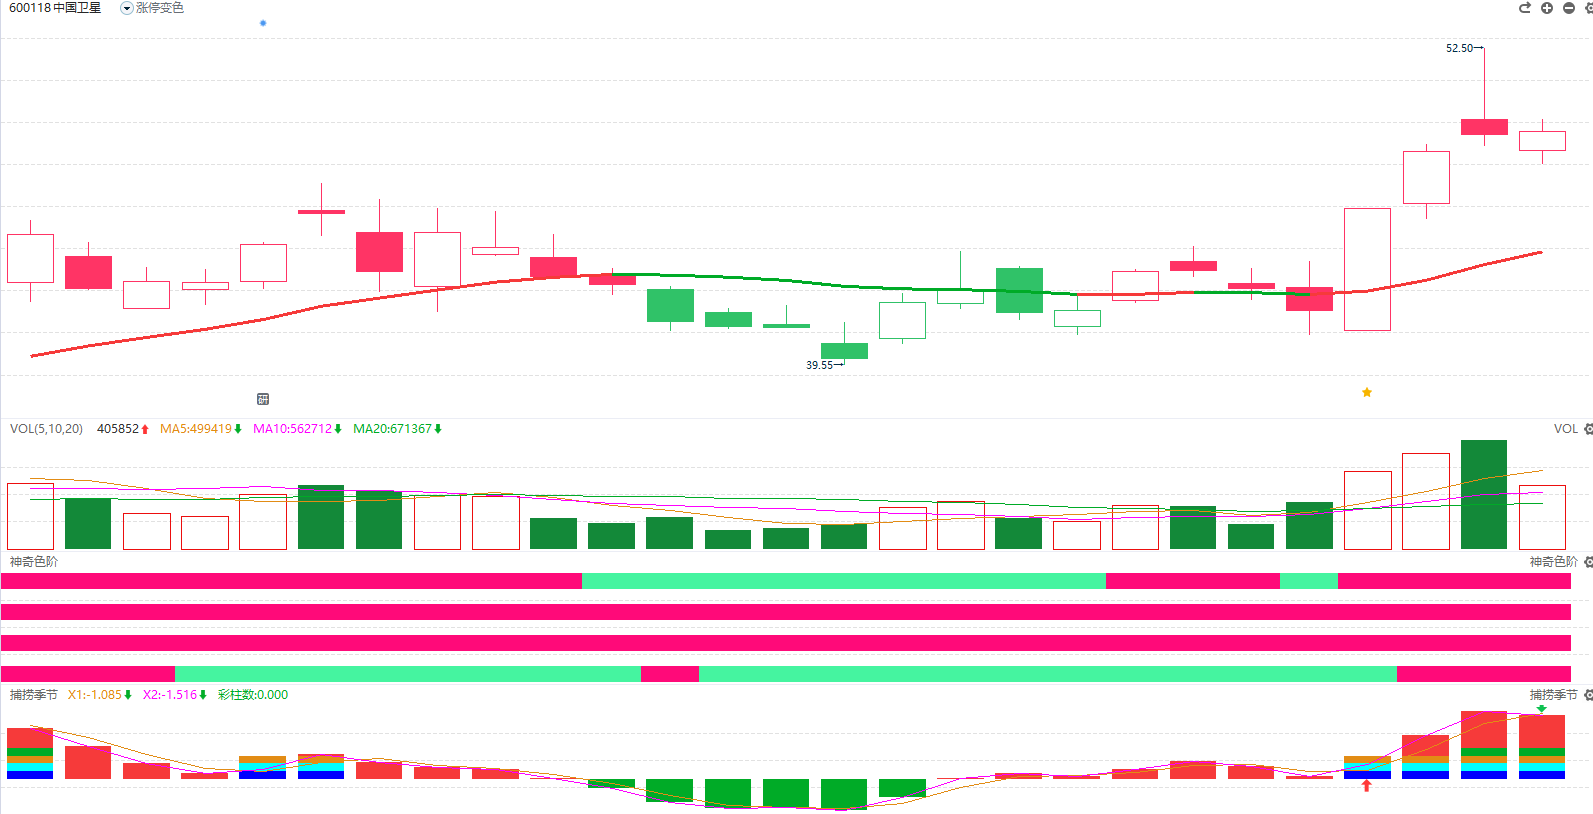 600118 中国卫星 涨停变色
52.50
39.55
研
VOL(5,10,20) 405852 MA5:499419 MA10:562712 MA20:671367 VOL
神奇色阶 神奇色阶
捕捞季节 X1:-1.085 X2:-1.516 彩柱数:0.000 捕捞季节